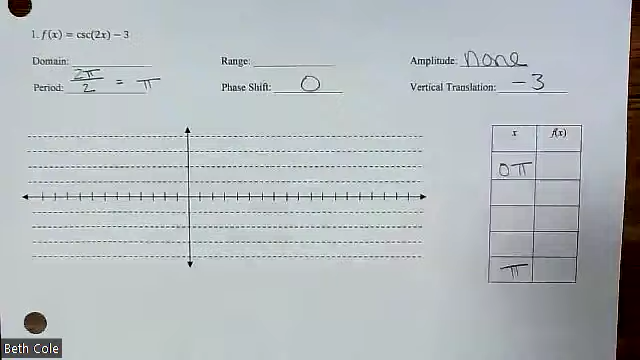 1. f(x) = csc(2x) − 3
Domain: Range: Amplitude: none
Period: 2π/2 = π Phase Shift: 0 Vertical Translation: −3
x f(x)
0π
π
Beth Cole